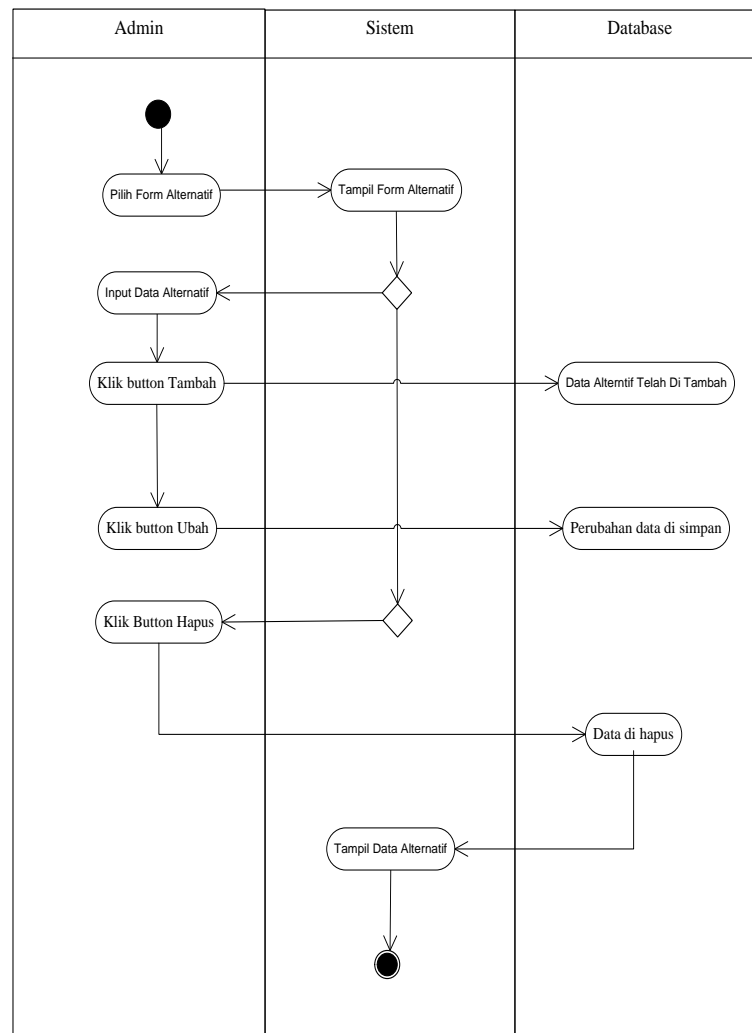 Admin
Sistem
Database
Pilih Form Alternatif
Tampil Form Alternatif
Input Data Alternatif
Klik button Tambah
Data Alterntif Telah Di Tambah
Klik button Ubah
Perubahan data di simpan
Klik Button Hapus
Data di hapus
Tampil Data Alternatif